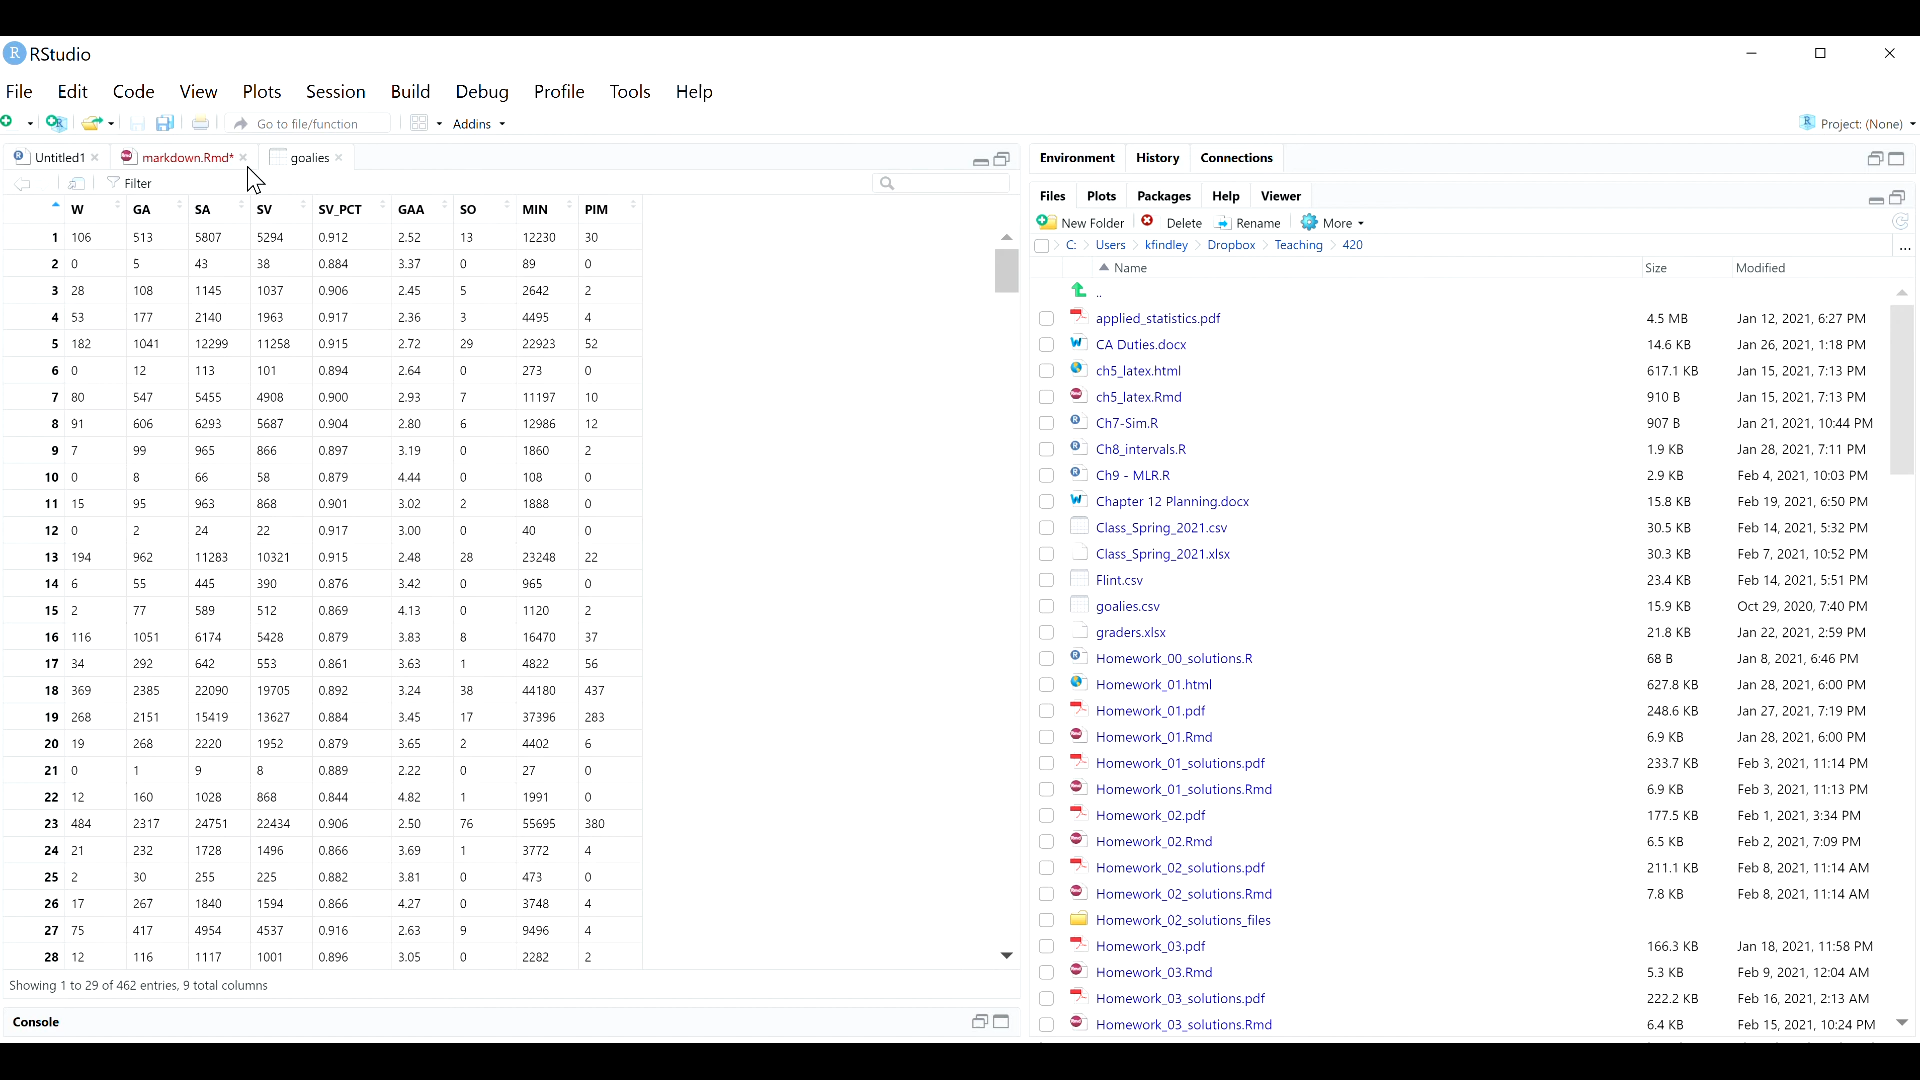 RStudio
File Edit Code View Plots Session Build Debug Profile Tools Help
Go to file/function Addins Project: (None)
Untitled1 markdown.Rmd* goalies
Filter
W GA SA SV SV_PCT GAA SO MIN PIM
1 106 513 5807 5294 0.912 2.52 13 12230 30
2 0 5 43 38 0.884 3.37 0 89 0
3 28 108 1145 1037 0.906 2.45 5 2642 2
4 53 177 2140 1963 0.917 2.36 3 4495 4
5 182 1041 12299 11258 0.915 2.72 29 22923 52
6 0 12 113 101 0.894 2.64 0 273 0
7 80 547 5455 4908 0.900 2.93 7 11197 10
8 91 606 6293 5687 0.904 2.80 6 12986 12
9 7 99 965 866 0.897 3.19 0 1860 2
10 0 8 66 58 0.879 4.44 0 108 0
11 15 95 963 868 0.901 3.02 2 1888 0
12 0 2 24 22 0.917 3.00 0 40 0
13 194 962 11283 10321 0.915 2.48 28 23248 22
14 6 55 445 390 0.876 3.42 0 965 0
15 2 77 589 512 0.869 4.13 0 1120 2
16 116 1051 6174 5428 0.879 3.83 8 16470 37
17 34 292 642 553 0.861 3.63 1 4822 56
18 369 2385 22090 19705 0.892 3.24 38 44180 437
19 268 2151 15419 13627 0.884 3.45 17 37396 283
20 19 268 2220 1952 0.879 3.65 2 4402 6
21 0 1 9 8 0.889 2.22 0 27 0
22 12 160 1028 868 0.844 4.82 1 1991 0
23 484 2317 24751 22434 0.906 2.50 76 55695 380
24 21 232 1728 1496 0.866 3.69 1 3772 4
25 2 30 255 225 0.882 3.81 0 473 0
26 17 267 1840 1594 0.866 4.27 0 3748 4
27 75 417 4954 4537 0.916 2.63 9 9496 4
28 12 116 1117 1001 0.896 3.05 0 2282 2
Showing 1 to 29 of 462 entries, 9 total columns
Console
Environment History Connections
Files Plots Packages Help Viewer
New Folder Delete Rename More
C: Users kfindley Dropbox Teaching 420 ...
Name Size Modified
..
applied_statistics.pdf 4.5 MB Jan 12, 2021, 6:27 PM
CA Duties.docx 14.6 KB Jan 26, 2021, 1:18 PM
ch5_latex.html 617.1 KB Jan 15, 2021, 7:13 PM
ch5_latex.Rmd 910 B Jan 15, 2021, 7:13 PM
Ch7-Sim.R 907 B Jan 21, 2021, 10:44 PM
Ch8_intervals.R 1.9 KB Jan 28, 2021, 7:11 PM
Ch9 - MLR.R 2.9 KB Feb 4, 2021, 10:03 PM
Chapter 12 Planning.docx 15.8 KB Feb 19, 2021, 6:50 PM
Class_Spring_2021.csv 30.5 KB Feb 14, 2021, 5:32 PM
Class_Spring_2021.xlsx 30.3 KB Feb 7, 2021, 10:52 PM
Flint.csv 23.4 KB Feb 14, 2021, 5:51 PM
goalies.csv 15.9 KB Oct 29, 2020, 7:40 PM
graders.xlsx 21.8 KB Jan 22, 2021, 2:59 PM
Homework_00_solutions.R 68 B Jan 8, 2021, 6:46 PM
Homework_01.html 627.8 KB Jan 28, 2021, 6:00 PM
Homework_01.pdf 248.6 KB Jan 27, 2021, 7:19 PM
Homework_01.Rmd 6.9 KB Jan 28, 2021, 6:00 PM
Homework_01_solutions.pdf 233.7 KB Feb 3, 2021, 11:14 PM
Homework_01_solutions.Rmd 6.9 KB Feb 3, 2021, 11:13 PM
Homework_02.pdf 177.5 KB Feb 1, 2021, 3:34 PM
Homework_02.Rmd 6.5 KB Feb 2, 2021, 7:09 PM
Homework_02_solutions.pdf 211.1 KB Feb 8, 2021, 11:14 AM
Homework_02_solutions.Rmd 7.8 KB Feb 8, 2021, 11:14 AM
Homework_02_solutions_files
Homework_03.pdf 166.3 KB Jan 18, 2021, 11:58 PM
Homework_03.Rmd 5.3 KB Feb 9, 2021, 12:04 AM
Homework_03_solutions.pdf 222.2 KB Feb 16, 2021, 2:13 AM
Homework_03_solutions.Rmd 6.4 KB Feb 15, 2021, 10:24 PM